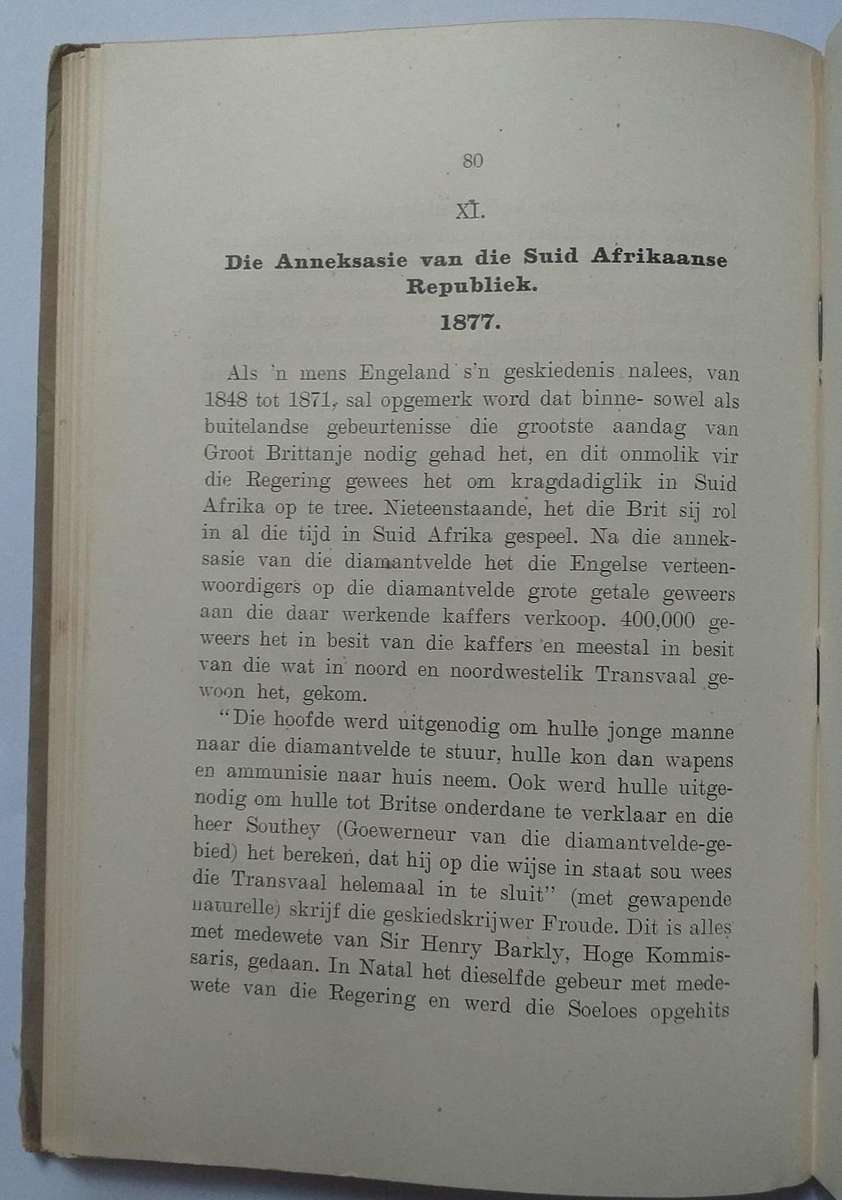 80
XI.
Die Anneksasie van die Suid Afrikaanse
Republiek.
1877.
Als 'n mens Engeland s'n geskiedenis nalees, van
1848 tot 1871, sal opgemerk word dat binne- sowel als
buitelandse gebeurtenisse die grootste aandag van
Groot Brittanje nodig gehad het, en dit onmolik vir
die Regering gewees het om kragdadiglik in Suid
Afrika op te tree. Nieteenstaande, het die Brit sij rol
in al die tijd in Suid Afrika gespeel. Na die annek-
sasie van die diamantvelde het die Engelse verteen-
woordigers op die diamantvelde grote getale geweers
aan die daar werkende kaffers verkoop. 400,000 ge-
weers het in besit van die kaffers en meestal in besit
van die wat in noord en noordwestelik Transvaal ge-
woon het, gekom.
"Die hoofde werd uitgenodig om hulle jonge manne
naar die diamantvelde te stuur, hulle kon dan wapens
en ammunisie naar huis neem. Ook werd hulle uitge-
nodig om hulle tot Britse onderdane te verklaar en die
heer Southey (Goewerneur van die diamantvelde-ge-
bied) het bereken, dat hij op die wijse in staat sou wees
die Transvaal helemaal in te sluit" (met gewapende
naturelle) skrijf die geskiedskrijwer Froude. Dit is alles
met medewete van Sir Henry Barkly, Hoge Kommis-
saris, gedaan. In Natal het dieselfde gebeur met mede-
wete van die Regering en werd die Soeloes opgehits